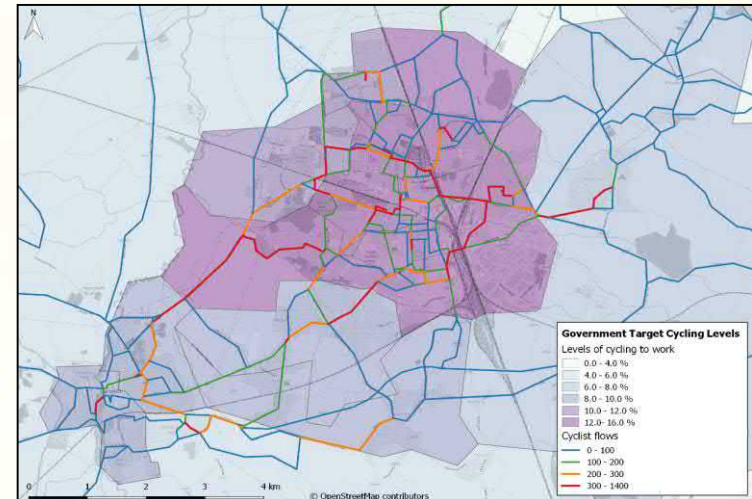 N
Government Target Cycling Levels
Levels of cycling to work
0.0 - 4.0 %
4.0 - 6.0 %
6.0 - 8.0 %
8.0 - 10.0 %
10.0 - 12.0 %
12.0- 16.0 %
Cyclist flows
0 - 100
100 - 200
200 - 300
300 - 1400
0 1 2 3 4 km
© OpenStreetMap contributors